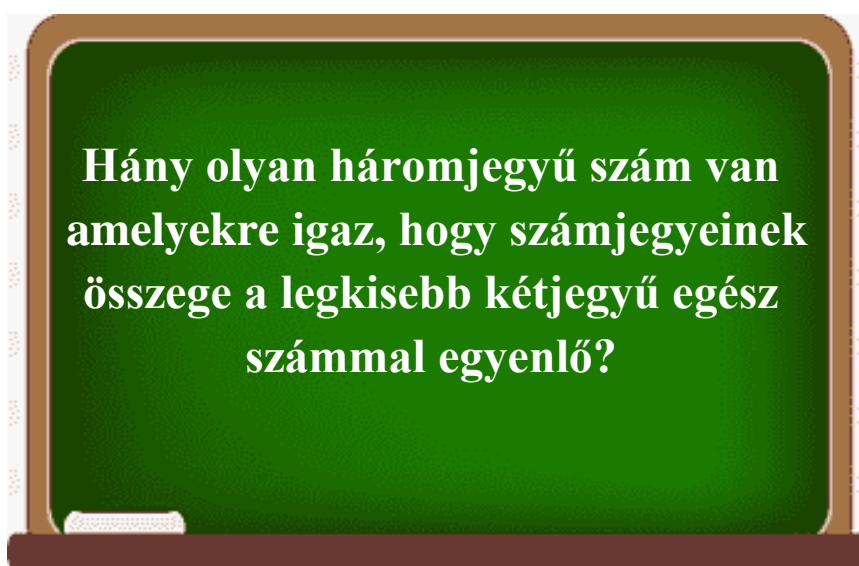 Hány olyan háromjegyű szám van
amelyekre igaz, hogy számjegyeinek
összege a legkisebb kétjegyű egész
számmal egyenlő?